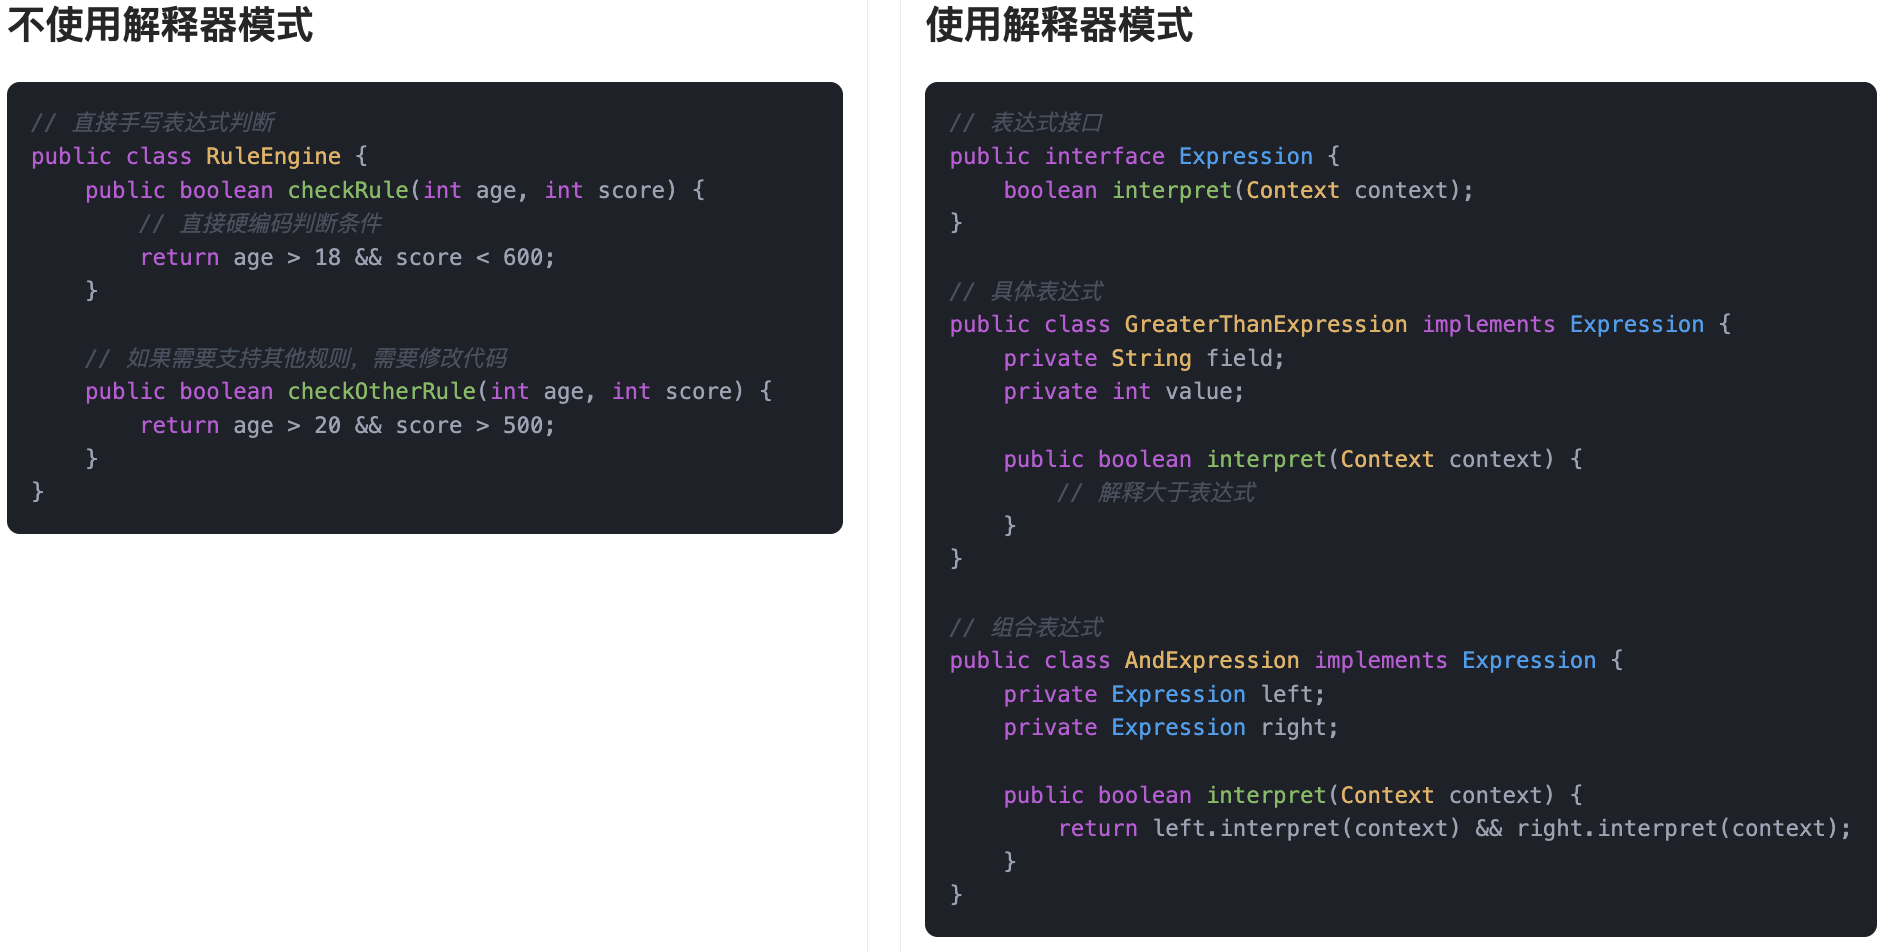 不使用解释器模式
// 直接手写表达式判断
public class RuleEngine {
    public boolean checkRule(int age, int score) {
        // 直接硬编码判断条件
        return age > 18 && score < 600;
    }

    // 如果需要支持其他规则，需要修改代码
    public boolean checkOtherRule(int age, int score) {
        return age > 20 && score > 500;
    }
}
使用解释器模式
// 表达式接口
public interface Expression {
    boolean interpret(Context context);
}

// 具体表达式
public class GreaterThanExpression implements Expression {
    private String field;
    private int value;

    public boolean interpret(Context context) {
        // 解释大于表达式
    }
}

// 组合表达式
public class AndExpression implements Expression {
    private Expression left;
    private Expression right;

    public boolean interpret(Context context) {
        return left.interpret(context) && right.interpret(context);
    }
}